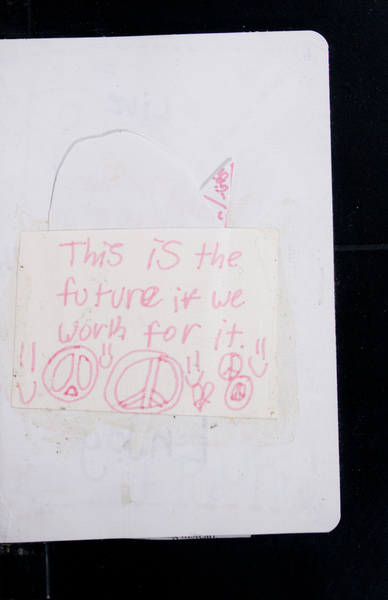 This is the
future if we
work for it.